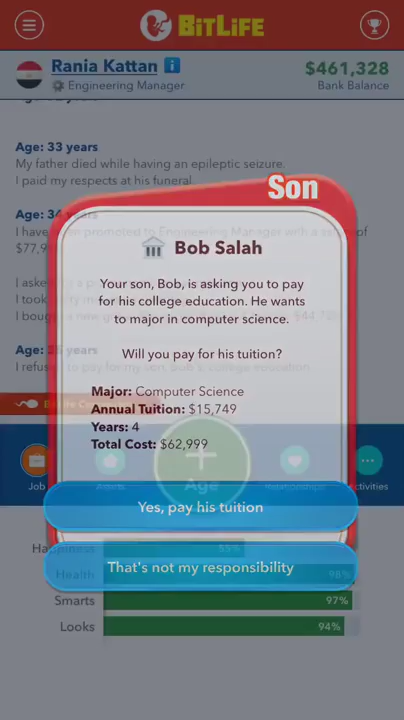 BitLife
Rania Kattan
$461,328
Engineering Manager
Bank Balance
Age: 33 years
My father died while having an epileptic seizure.
I paid my respects at his funeral.
Son
Age: 34 years
Bob Salah
Your son, Bob, is asking you to pay
for his college education. He wants
to major in computer science.
Will you pay for his tuition?
Major: Computer Science
Annual Tuition: $15,749
Years: 4
Total Cost: $62,999
Age
Job
Yes, pay his tuition
Happiness
55%
That's not my responsibility
Health
98%
Smarts
97%
Looks
94%